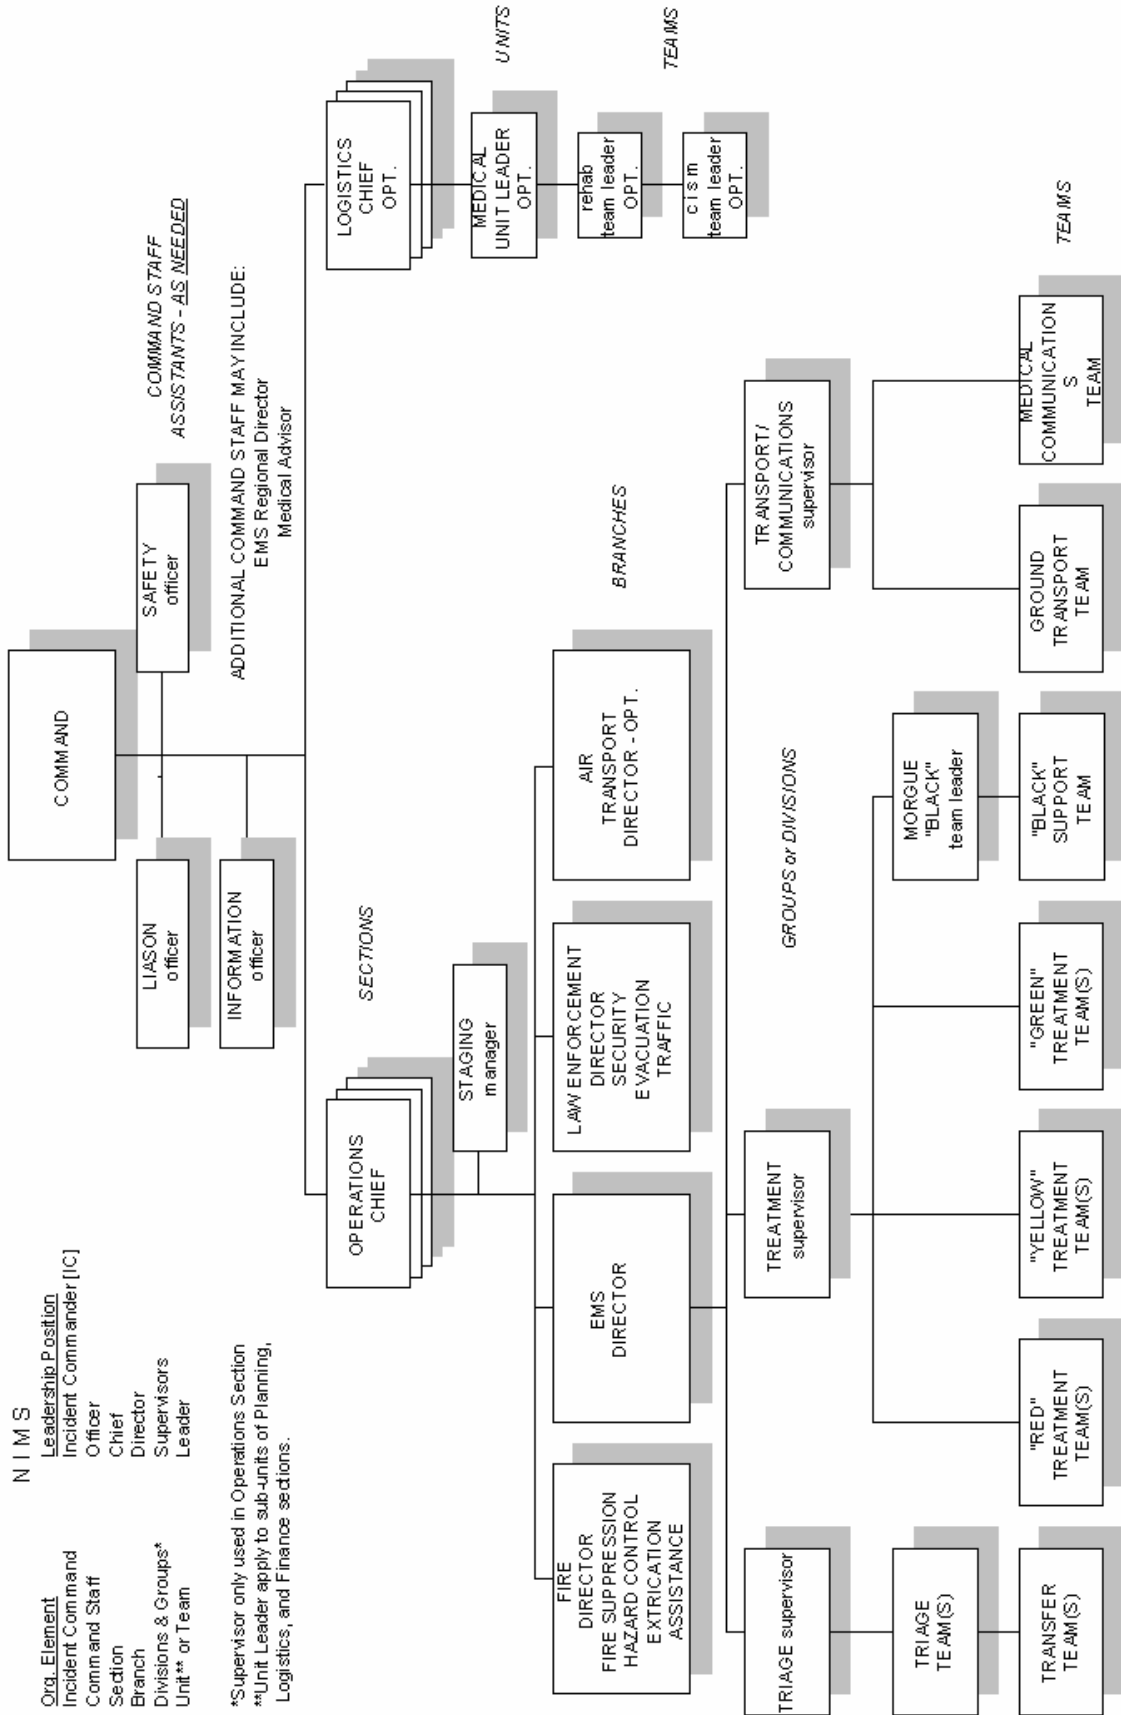 N I M S
Org. Element Leadership Position
Incident Command Incident Commander [IC]
Command Staff Officer
Section Chief
Branch Director
Divisions & Groups* Supervisors
Unit** or Team Leader
*Supervisor only used in Operations Section
**Unit Leader apply to sub-units of Planning,
Logistics, and Finance sections.
COMMAND
LIASON
officer
SAFETY
officer
INFORMATION
officer
COMMAND STAFF
ASSISTANTS - AS NEEDED
ADDITIONAL COMMAND STAFF MAY INCLUDE:
EMS Regional Director
Medical Advisor
SECTIONS
OPERATIONS
CHIEF
LOGISTICS
CHIEF
OPT.
STAGING
manager
MEDICAL
UNIT LEADER
OPT.
UNITS
rehab
team leader
OPT.
cism
team leader
OPT.
TEAMS
BRANCHES
FIRE
DIRECTOR
FIRE SUPPRESSION
HAZARD CONTROL
EXTRICATION
ASSISTANCE
EMS
DIRECTOR
LAW ENFORCEMENT
DIRECTOR
SECURITY
EVACUATION
TRAFFIC
AIR
TRANSPORT
DIRECTOR - OPT.
GROUPS or DIVISIONS
TRIAGE supervisor
TREATMENT
supervisor
TRANSPORT/
COMMUNICATIONS
supervisor
TRIAGE
TEAM(S)
MORGUE
"BLACK"
team leader
TRANSFER
TEAM(S)
"RED"
TREATMENT
TEAM(S)
"YELLOW"
TREATMENT
TEAM(S)
"GREEN"
TREATMENT
TEAM(S)
"BLACK"
SUPPORT
TEAM
GROUND
TRANSPORT
TEAM
MEDICAL
COMMUNICATION
S
TEAM
TEAMS